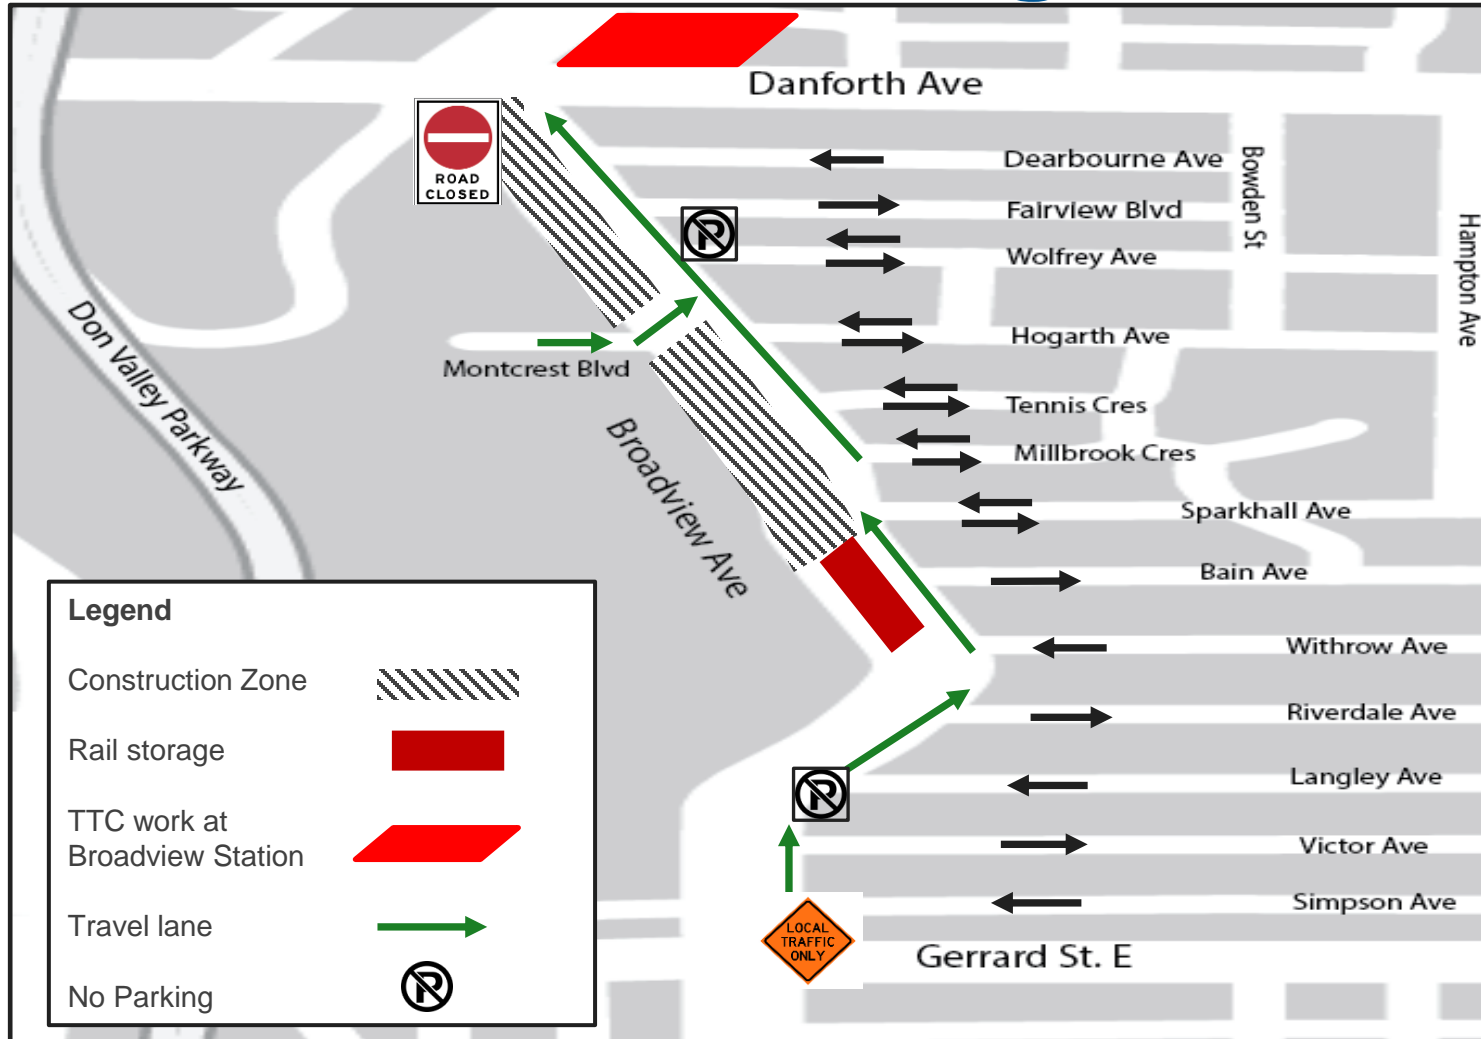 Danforth Ave
ROAD
CLOSED
Dearbourne Ave
Bowden St
Fairview Blvd
Hampton Ave
Wolfrey Ave
Don Valley Parkway
Hogarth Ave
Montcrest Blvd
Tennis Cres
Broadview Ave
Millbrook Cres
Sparkhall Ave
Bain Ave
Withrow Ave
Riverdale Ave
Langley Ave
Victor Ave
Simpson Ave
LOCAL
TRAFFIC
ONLY
Gerrard St. E
Legend
Construction Zone
Rail storage
TTC work at
Broadview Station
Travel lane
No Parking
P
P
P